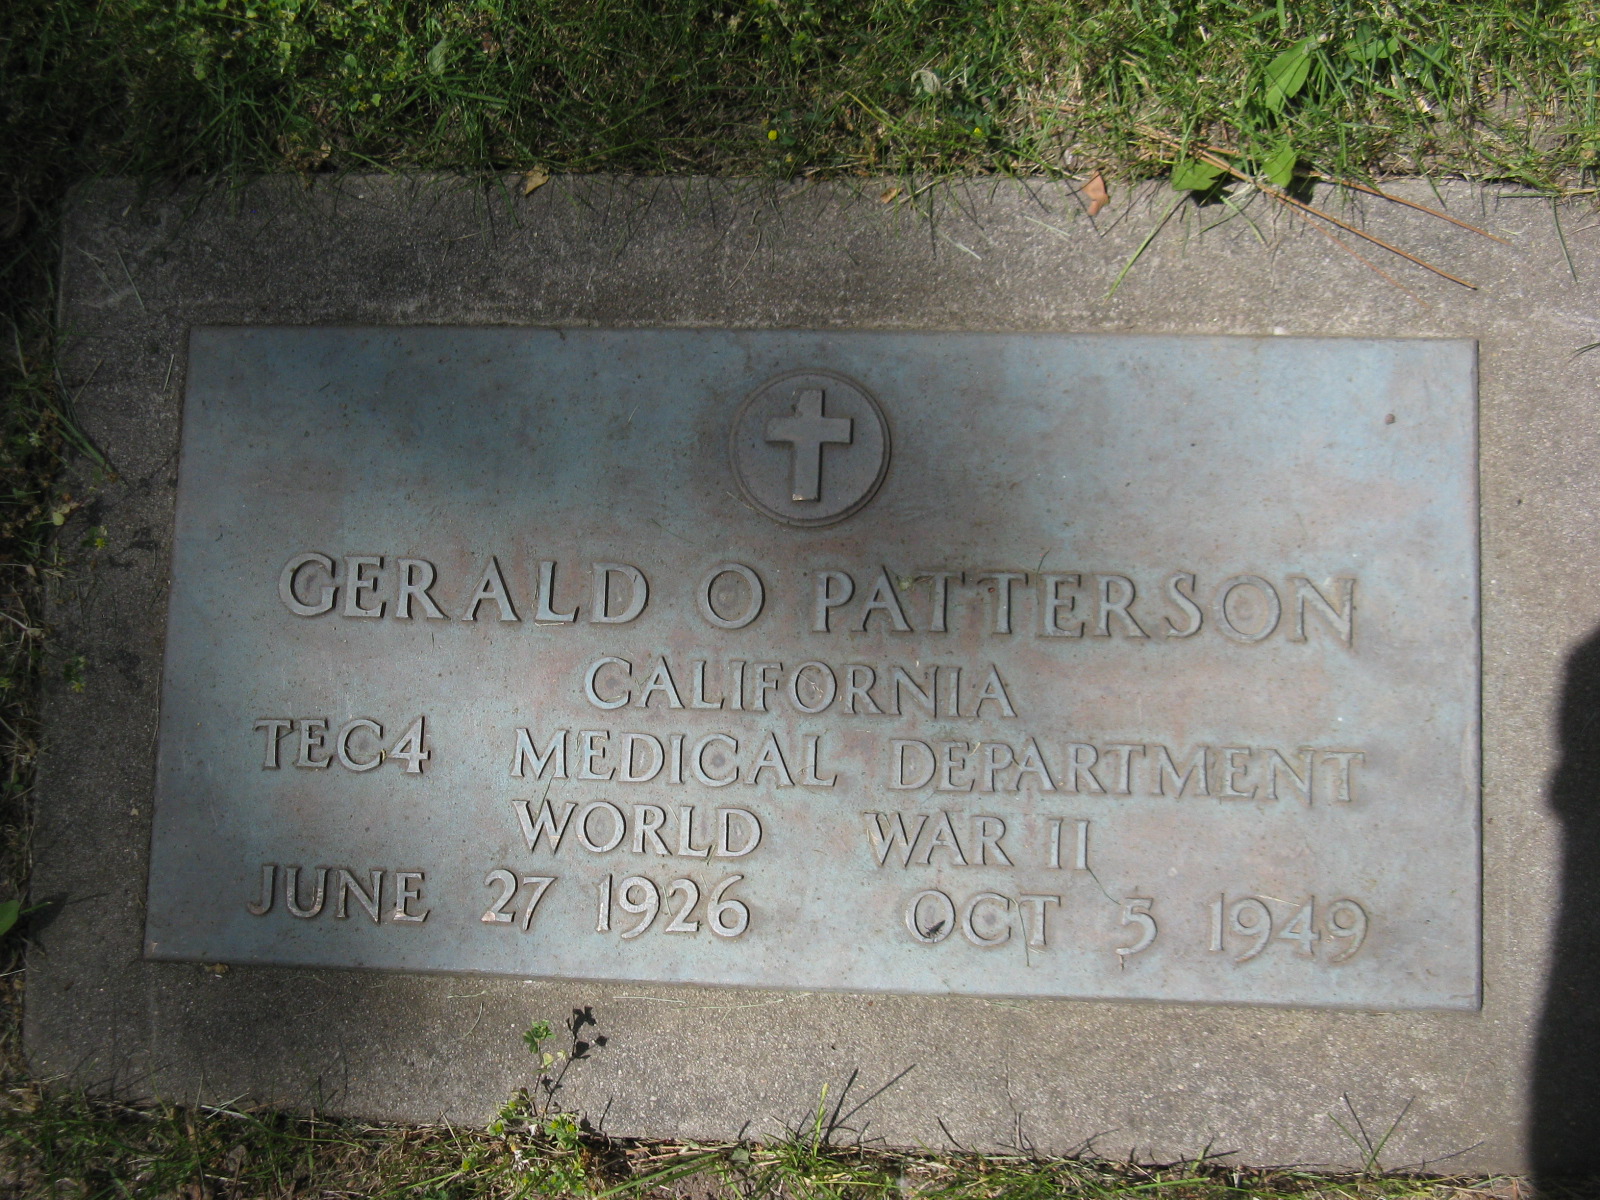 GERALD O PATTERSON
CALIFORNIA
TEC4 MEDICAL DEPARTMENT
WORLD WAR II
JUNE 27 1926 OCT 5 1949